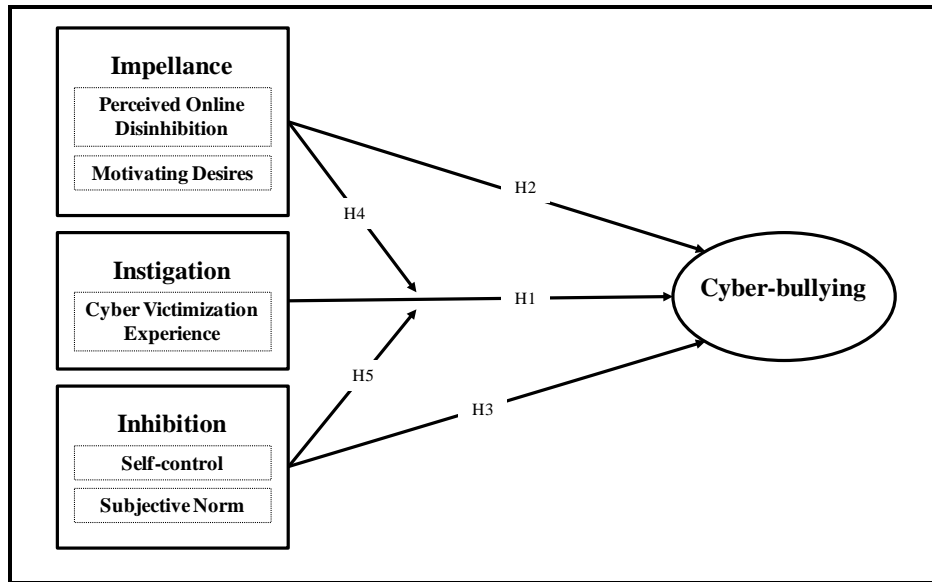 Impellance
Perceived Online
Disinhibition
Motivating Desires
Instigation
Cyber Victimization
Experience
Inhibition
Self-control
Subjective Norm
H4
H2
H1
H5
H3
Cyber-bullying